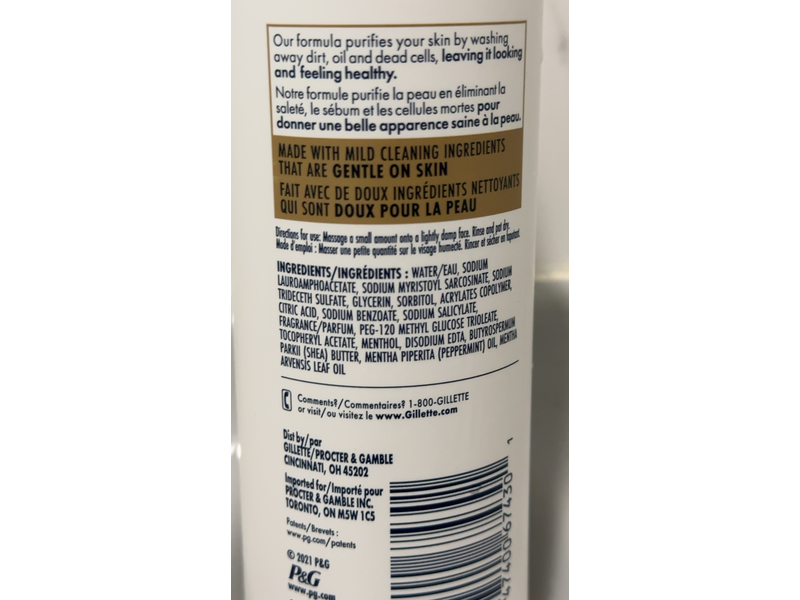 Our formula purifies your skin by washing
away dirt, oil and dead cells, leaving it looking
and feeling healthy.
Notre formule purifie la peau en éliminant la
saleté, le sébum et les cellules mortes pour
donner une belle apparence saine à la peau.
MADE WITH MILD CLEANING INGREDIENTS
THAT ARE GENTLE ON SKIN
FAIT AVEC DE DOUX INGRÉDIENTS NETTOYANTS
QUI SONT DOUX POUR LA PEAU
Directions for use: Massage a small amount onto a lightly damp face. Rinse and pat dry.
Mode d'emploi : Masser une petite quantité sur le visage humecté. Rincer et sécher en tapotant.
INGREDIENTS/INGRÉDIENTS : WATER/EAU, SODIUM
LAUROAMPHOACETATE, SODIUM MYRISTOYL SARCOSINATE, SODIUM
TRIDECETH SULFATE, GLYCERIN, SORBITOL, ACRYLATES COPOLYMER,
CITRIC ACID, SODIUM BENZOATE, SODIUM SALICYLATE,
FRAGRANCE/PARFUM, PEG-120 METHYL GLUCOSE TRIOLEATE,
TOCOPHERYL ACETATE, MENTHOL, DISODIUM EDTA, BUTYROSPERMUM
PARKII (SHEA) BUTTER, MENTHA PIPERITA (PEPPERMINT) OIL, MENTHA
ARVENSIS LEAF OIL
Comments?/Commentaires? 1-800-GILLETTE
or visit/ou visitez le www.Gillette.com
Dist by/par
GILLETTE/PROCTER & GAMBLE
CINCINNATI, OH 45202
Imported for/Importé pour
PROCTER & GAMBLE INC.
TORONTO, ON M5W 1C5
Patents/Brevets :
www.pg.com/patents
© 2021 P&G
P&G
www.pg.com
47400 67430 1